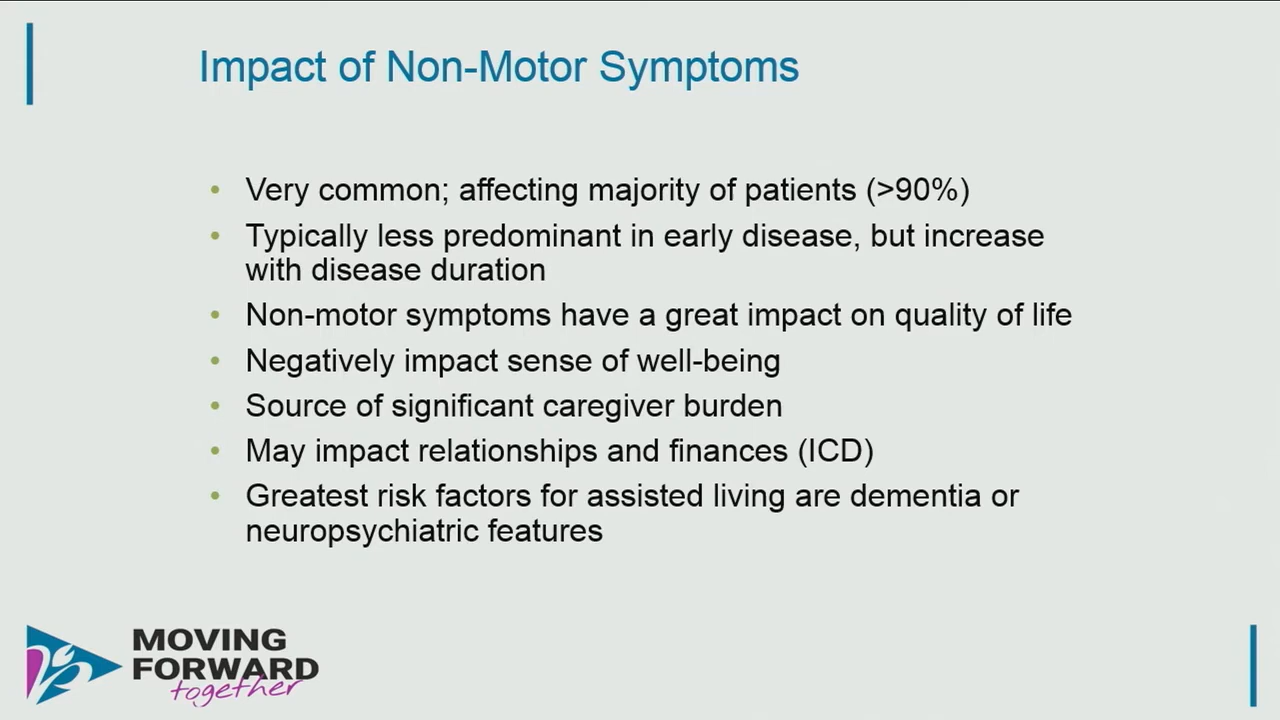 Impact of Non-Motor Symptoms
• Very common; affecting majority of patients (>90%)
• Typically less predominant in early disease, but increase
with disease duration
• Non-motor symptoms have a great impact on quality of life
• Negatively impact sense of well-being
• Source of significant caregiver burden
• May impact relationships and finances (ICD)
• Greatest risk factors for assisted living are dementia or
neuropsychiatric features
MOVING
FORWARD
together